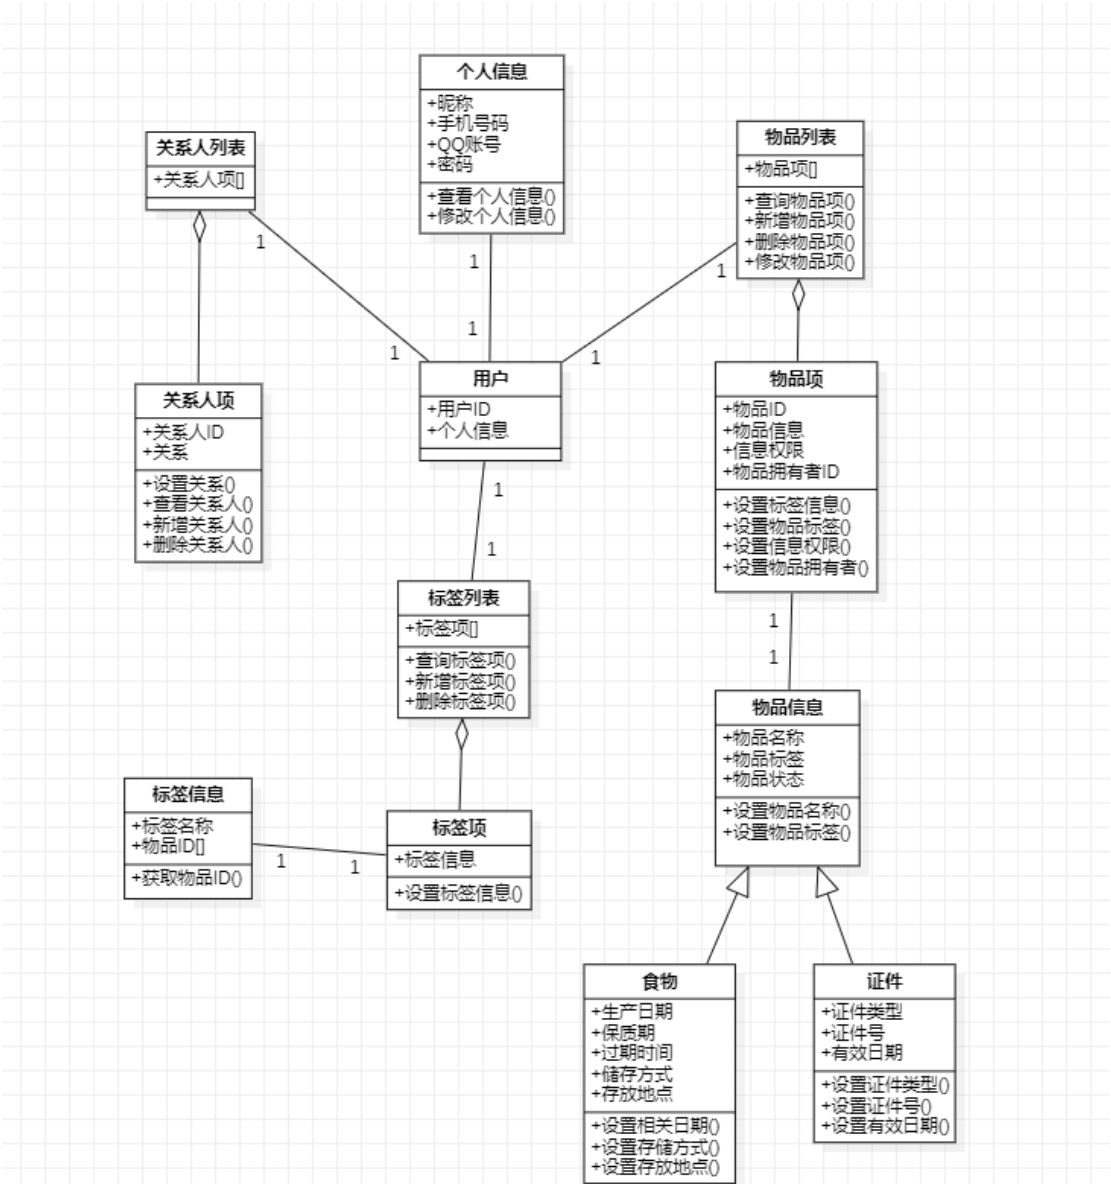 个人信息
+昵称
+手机号码
+QQ账号
+密码
+查看个人信息()
+修改个人信息()
关系人列表
+关系人项[]
物品列表
+物品项[]
+查询物品项()
+新增物品项()
+删除物品项()
+修改物品项()
1
1
1
1
1
1
关系人项
+关系人ID
+关系
+设置关系()
+查看关系人()
+新增关系人()
+删除关系人()
用户
+用户ID
+个人信息
物品项
+物品ID
+物品信息
+信息权限
+物品拥有者ID
+设置标签信息()
+设置物品标签()
+设置信息权限()
+设置物品拥有者()
1
1
标签列表
+标签项[]
+查询标签项()
+新增标签项()
+删除标签项()
1
1
物品信息
+物品名称
+物品标签
+物品状态
+设置物品名称()
+设置物品标签()
标签信息
+标签名称
+物品ID[]
+获取物品ID()
1
1
标签项
+标签信息
+设置标签信息()
食物
+生产日期
+保质期
+过期时间
+储存方式
+存放地点
+设置相关日期()
+设置存储方式()
+设置存放地点()
证件
+证件类型
+证件号
+有效日期
+设置证件类型()
+设置证件号()
+设置有效日期()